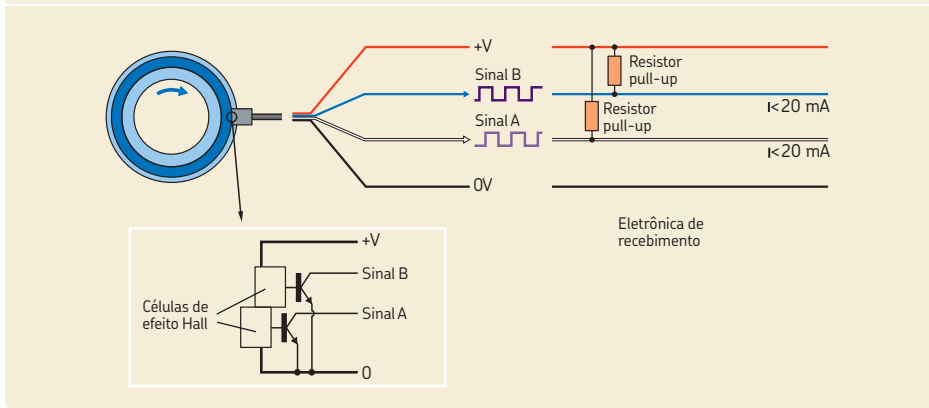 +V
Sinal B
Resistor
pull-up
I<20 mA
Sinal A
Resistor
pull-up
I<20 mA
0V
Eletrônica de
recebimento
+V
Sinal B
Células de
efeito Hall
Sinal A
0